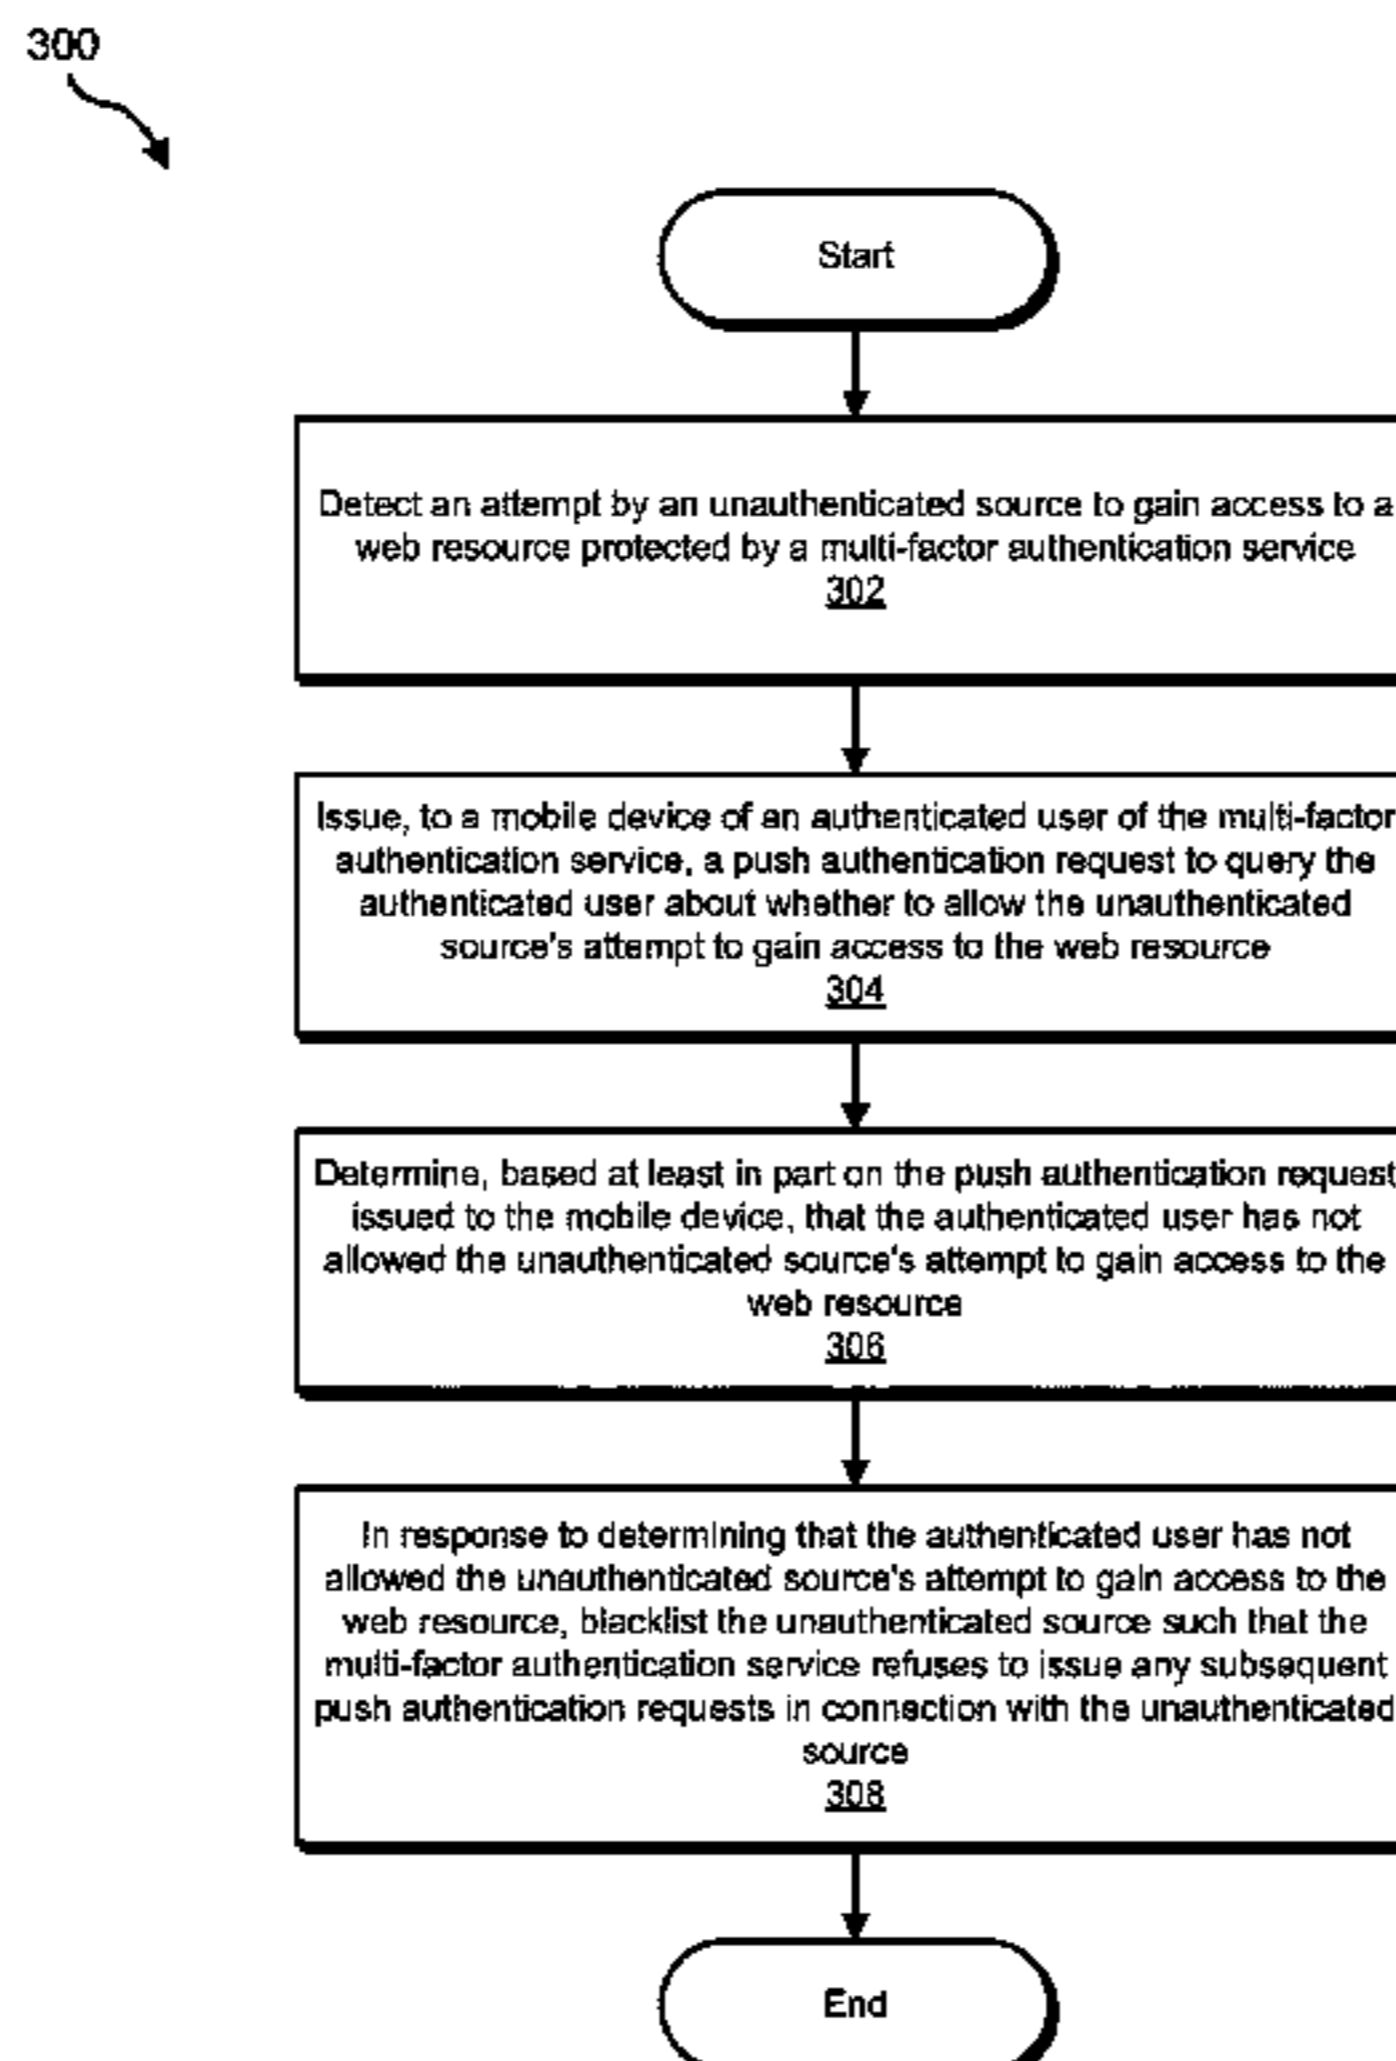 300
Start
Detect an attempt by an unauthenticated source to gain access to a
web resource protected by a multi-factor authentication service
302
Issue, to a mobile device of an authenticated user of the multi-factor
authentication service, a push authentication request to query the
authenticated user about whether to allow the unauthenticated
source's attempt to gain access to the web resource
304
Determine, based at least in part on the push authentication request
issued to the mobile device, that the authenticated user has not
allowed the unauthenticated source's attempt to gain access to the
web resource
306
In response to determining that the authenticated user has not
allowed the unauthenticated source's attempt to gain access to the
web resource, blacklist the unauthenticated source such that the
multi-factor authentication service refuses to issue any subsequent
push authentication requests in connection with the unauthenticated
source
308
End